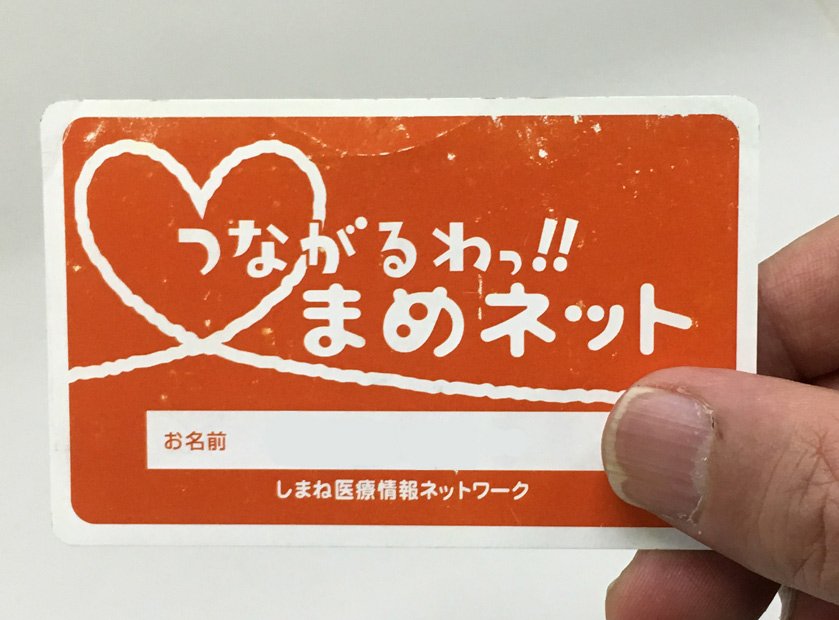 つながるわっ!!
まめネット
お名前
しまね医療情報ネットワーク